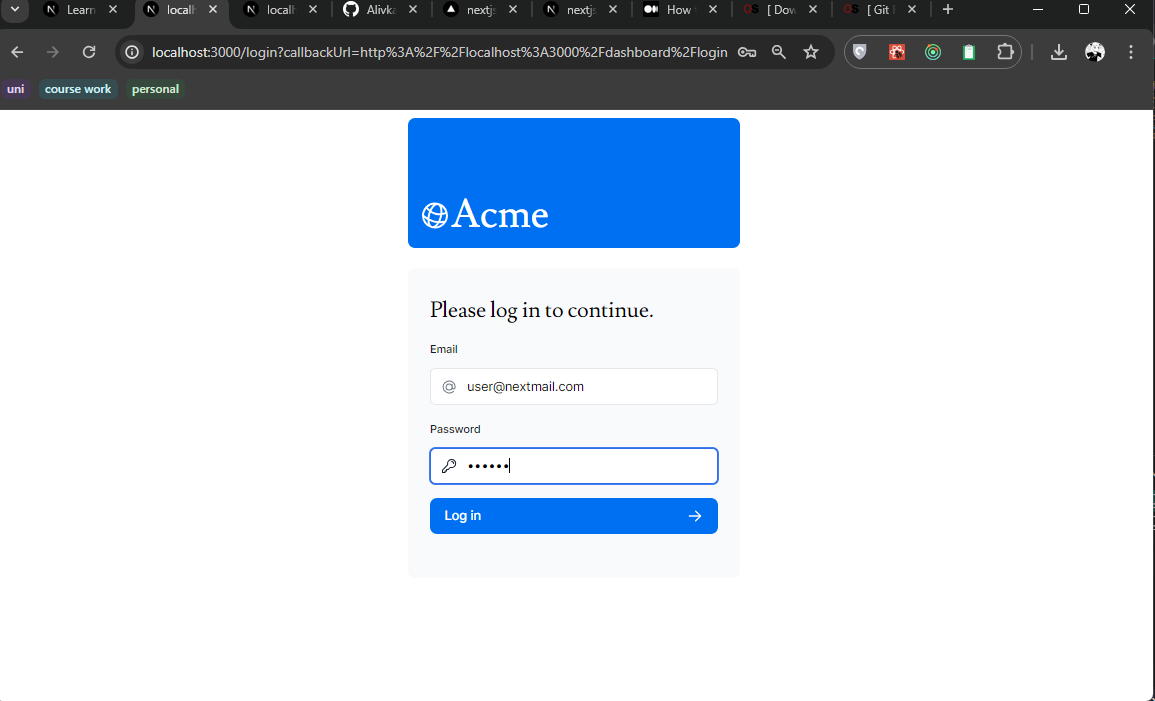 Learn
localh
localh
Alivka
nextjs
nextjs
How
[ Dow
[ Git
localhost:3000/login?callbackUrl=http%3A%2F%2Flocalhost%3A3000%2Fdashboard%2Flogin
uni
course work
personal
Acme
Please log in to continue.
Email
user@nextmail.com
Password
Log in